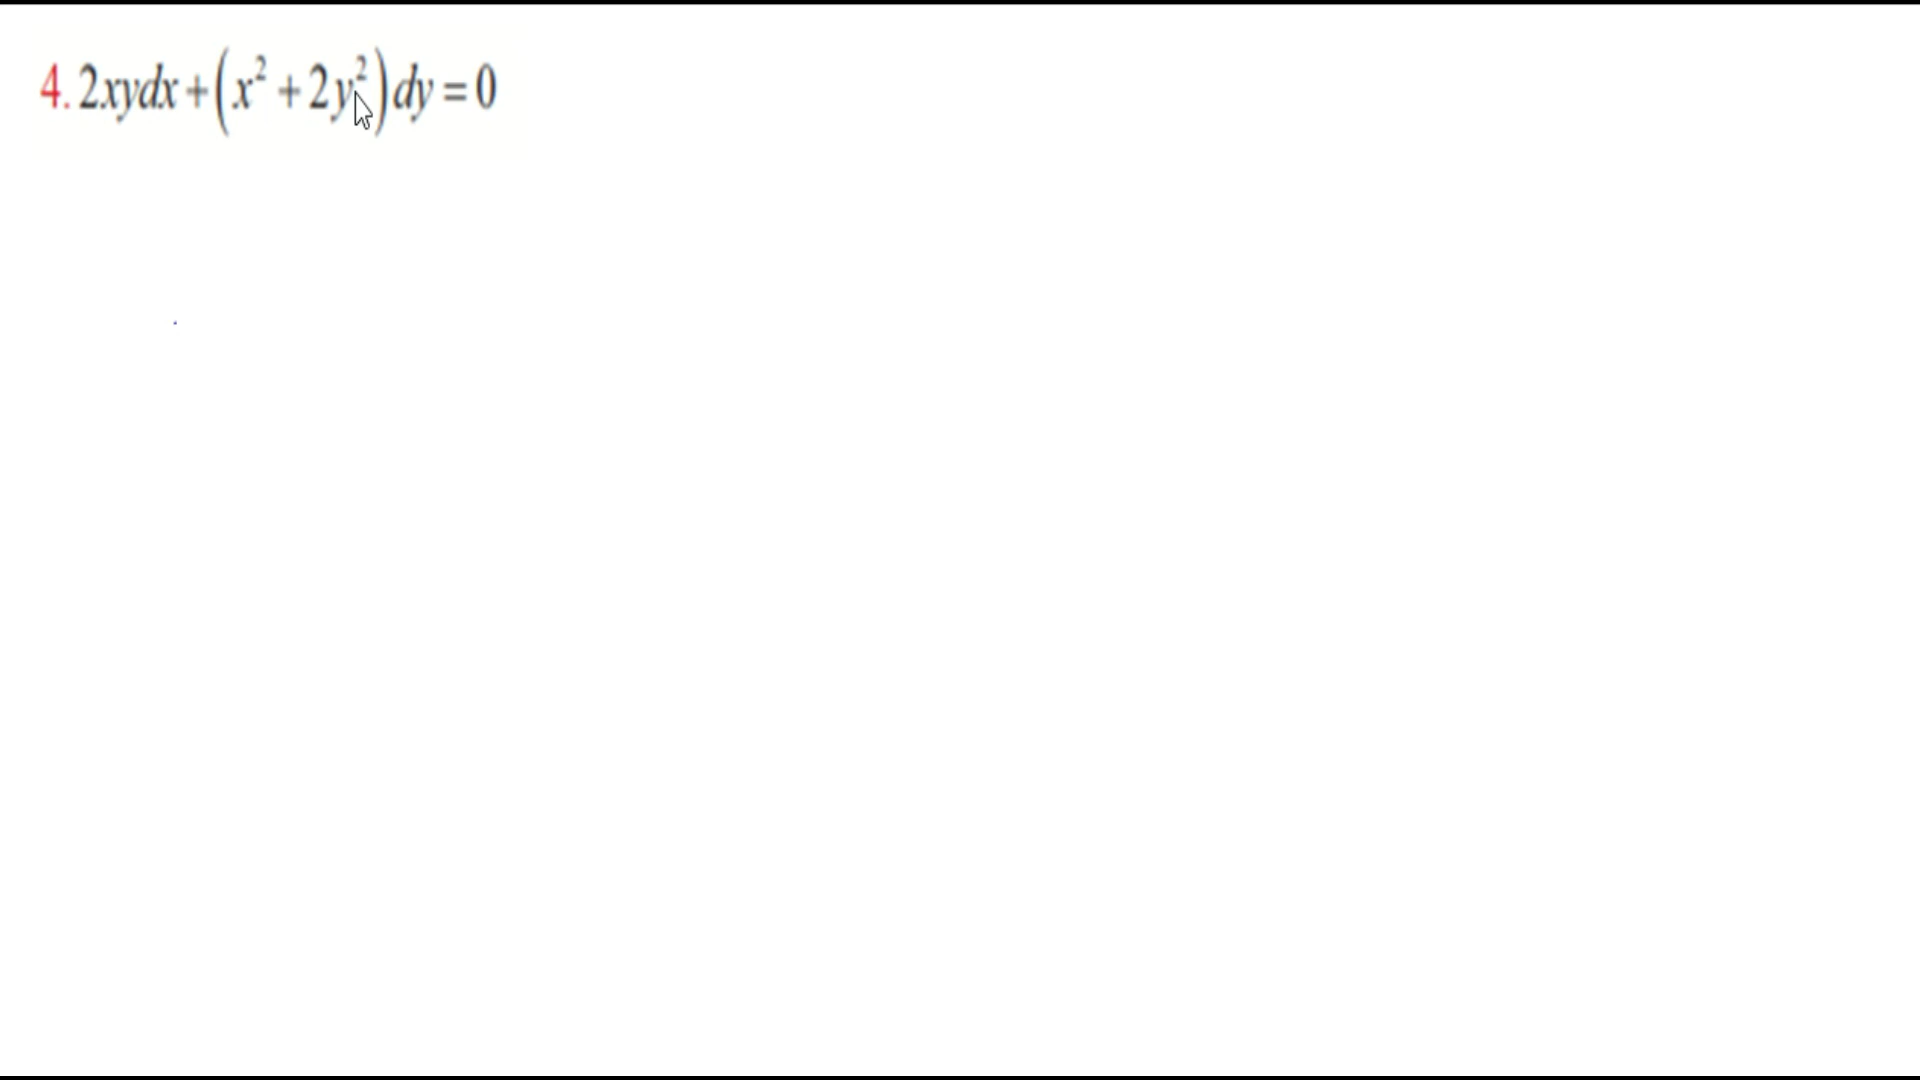 4. 2xydx + (x² + 2y²)dy = 0